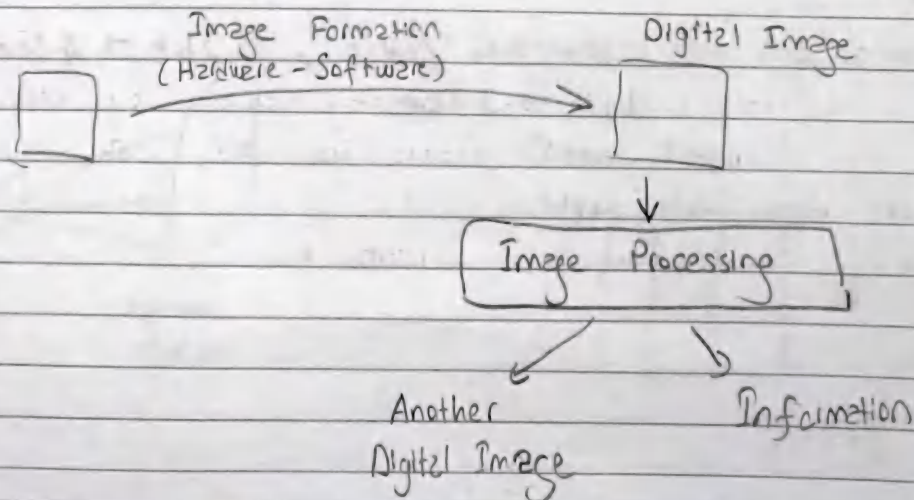 Image Formation
(Hardware - Software)
Digital Image
Image Processing
Another
Digital Image
Information